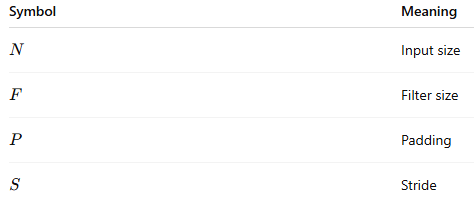 Symbol Meaning
N Input size
F Filter size
P Padding
S Stride